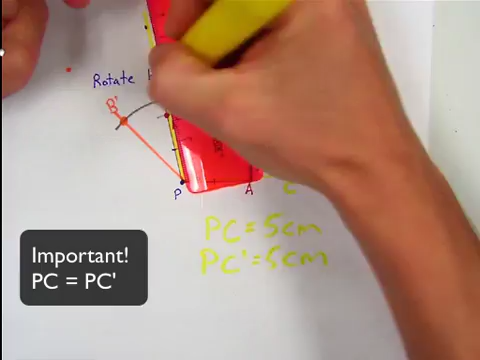 Rotate
B'
P
A
C
PC = 5cm
PC' = 5cm
Important!
PC = PC'